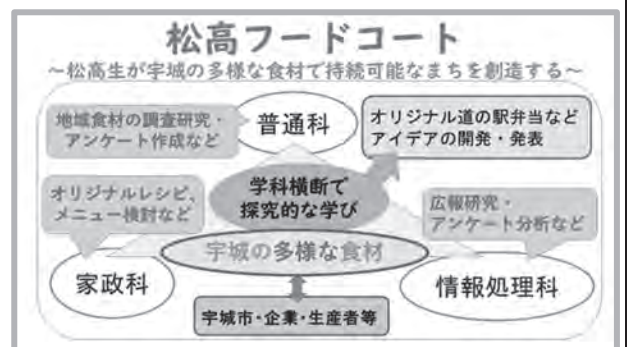 松高フードコート
～松高生が宇城の多様な食材で持続可能なまちを創造する～
地域食材の調査研究・
アンケート作成など
普通科
オリジナル道の駅弁当など
アイデアの開発・発表
オリジナルレシピ、
メニュー検討など
学科横断で
探究的な学び
広報研究・
アンケート分析など
宇城の多様な食材
家政科
情報処理科
宇城市・企業・生産者等